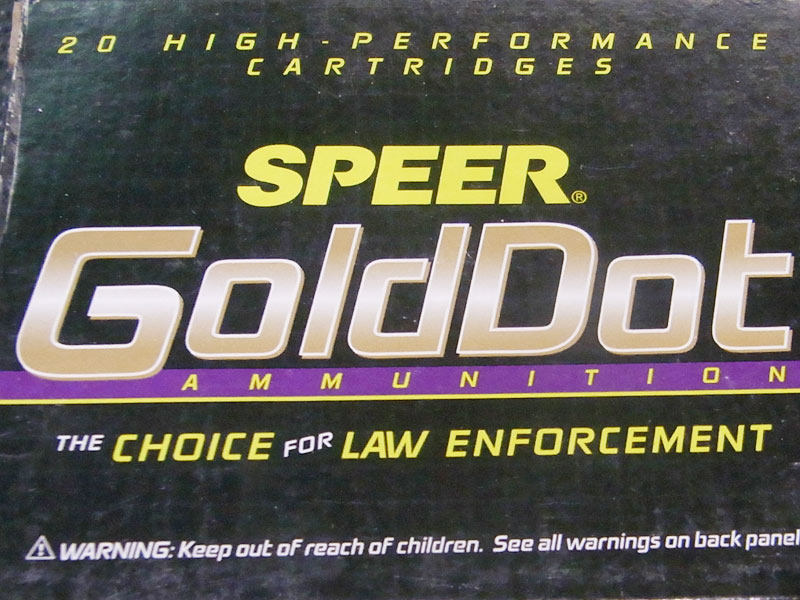 20 HIGH-PERFORMANCE
CARTRIDGES
SPEER®
GoldDot
AMMUNITION
THE CHOICE FOR LAW ENFORCEMENT
⚠ WARNING: Keep out of reach of children. See all warnings on back panel